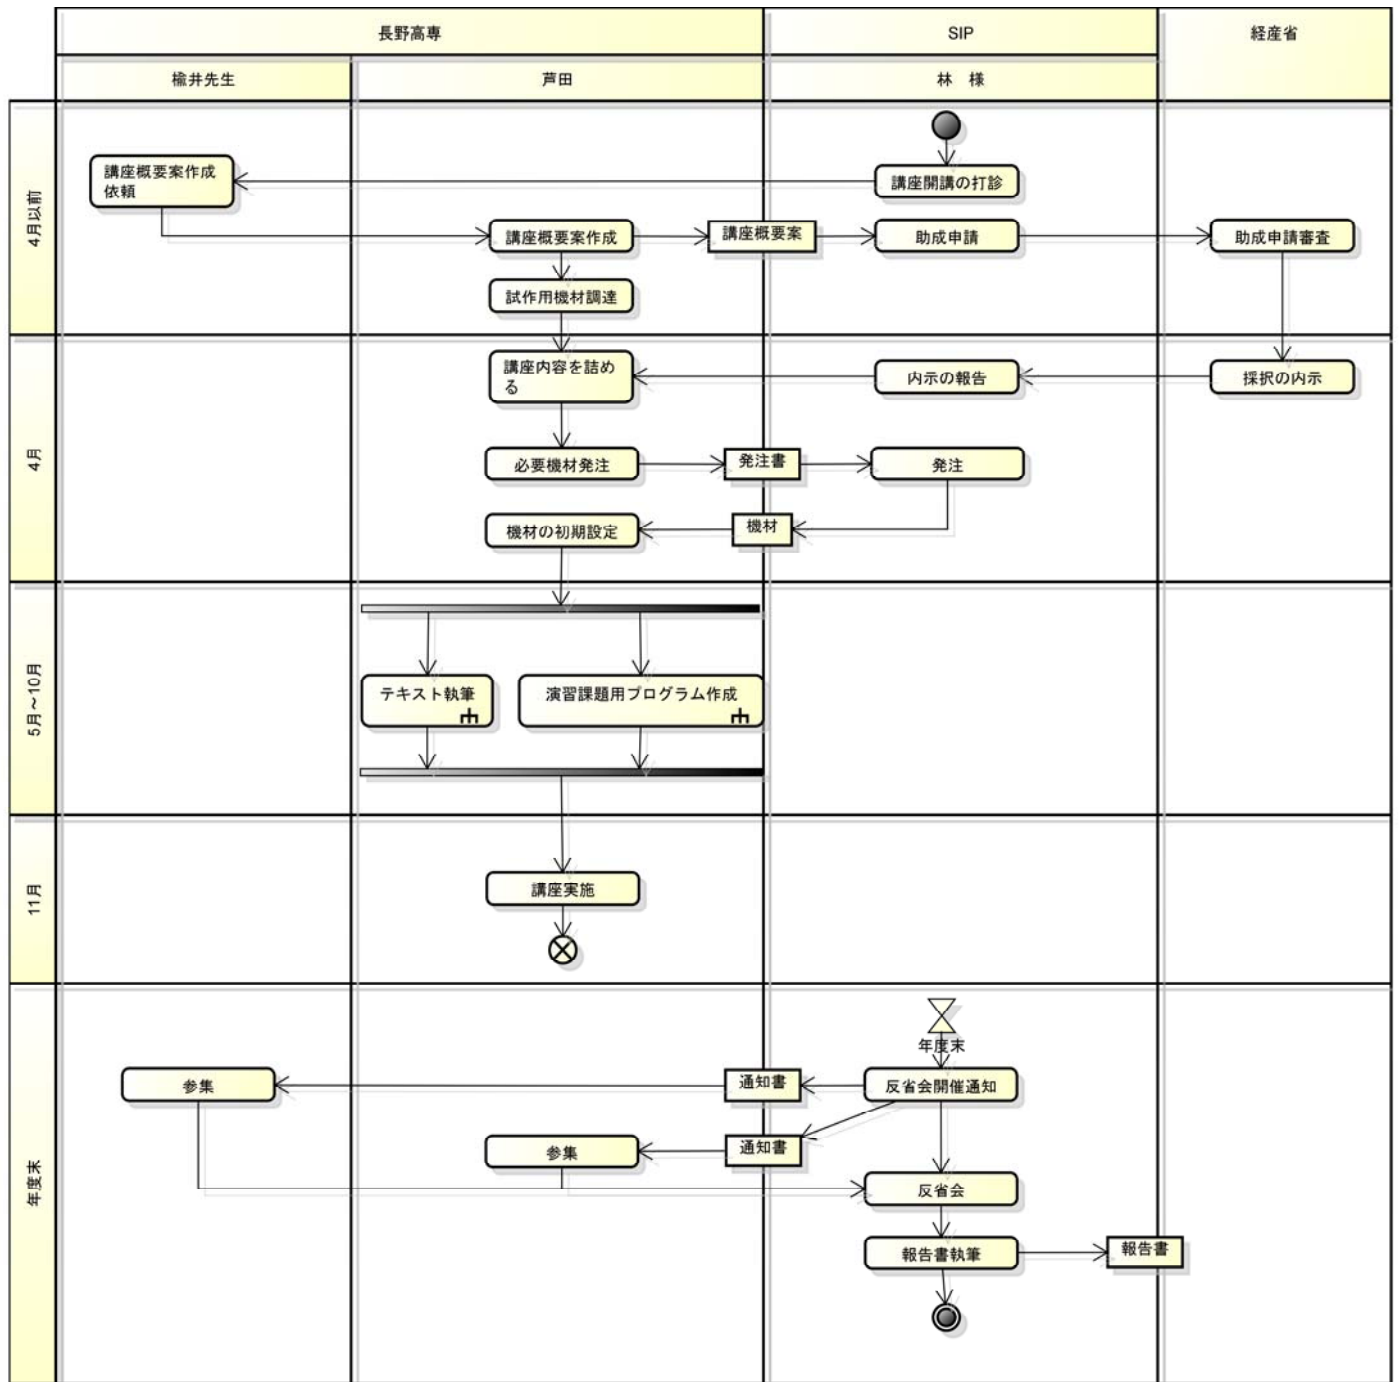 長野高専
SIP
経産省
楡井先生
芦田
林 様
4月以前
講座概要案作成
依頼
講座開講の打診
講座概要案作成
講座概要案
助成申請
助成申請審査
試作用機材調達
4月
講座内容を詰め
る
内示の報告
採択の内示
必要機材発注
発注書
発注
機材の初期設定
機材
5月～10月
テキスト執筆
演習課題用プログラム作成
11月
講座実施
年度末
年度末
参集
通知書
反省会開催通知
参集
通知書
反省会
報告書執筆
報告書